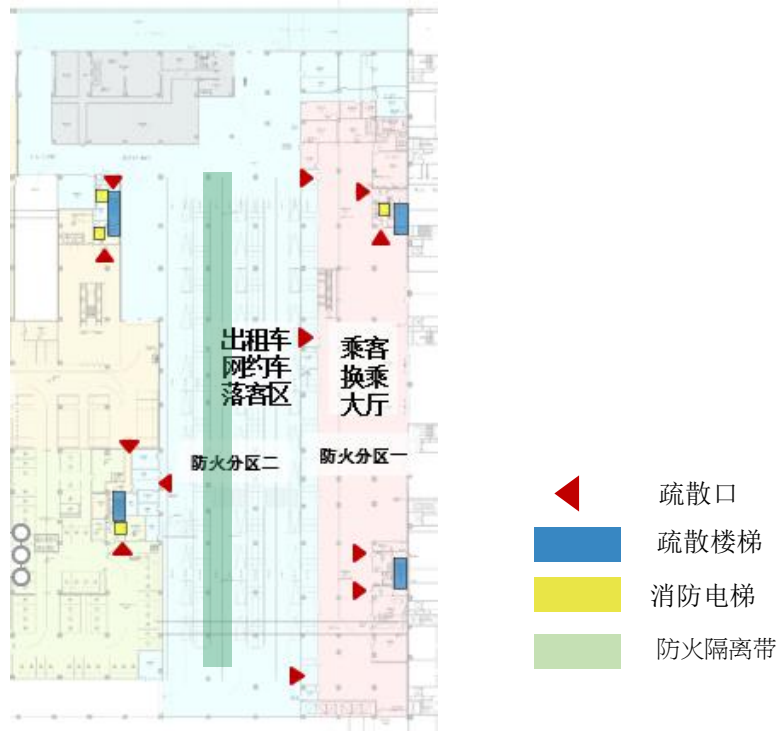 出租车
网约车
落客区
乘客
换乘
大厅
防火分区二
防火分区一
疏散口
疏散楼梯
消防电梯
防火隔离带